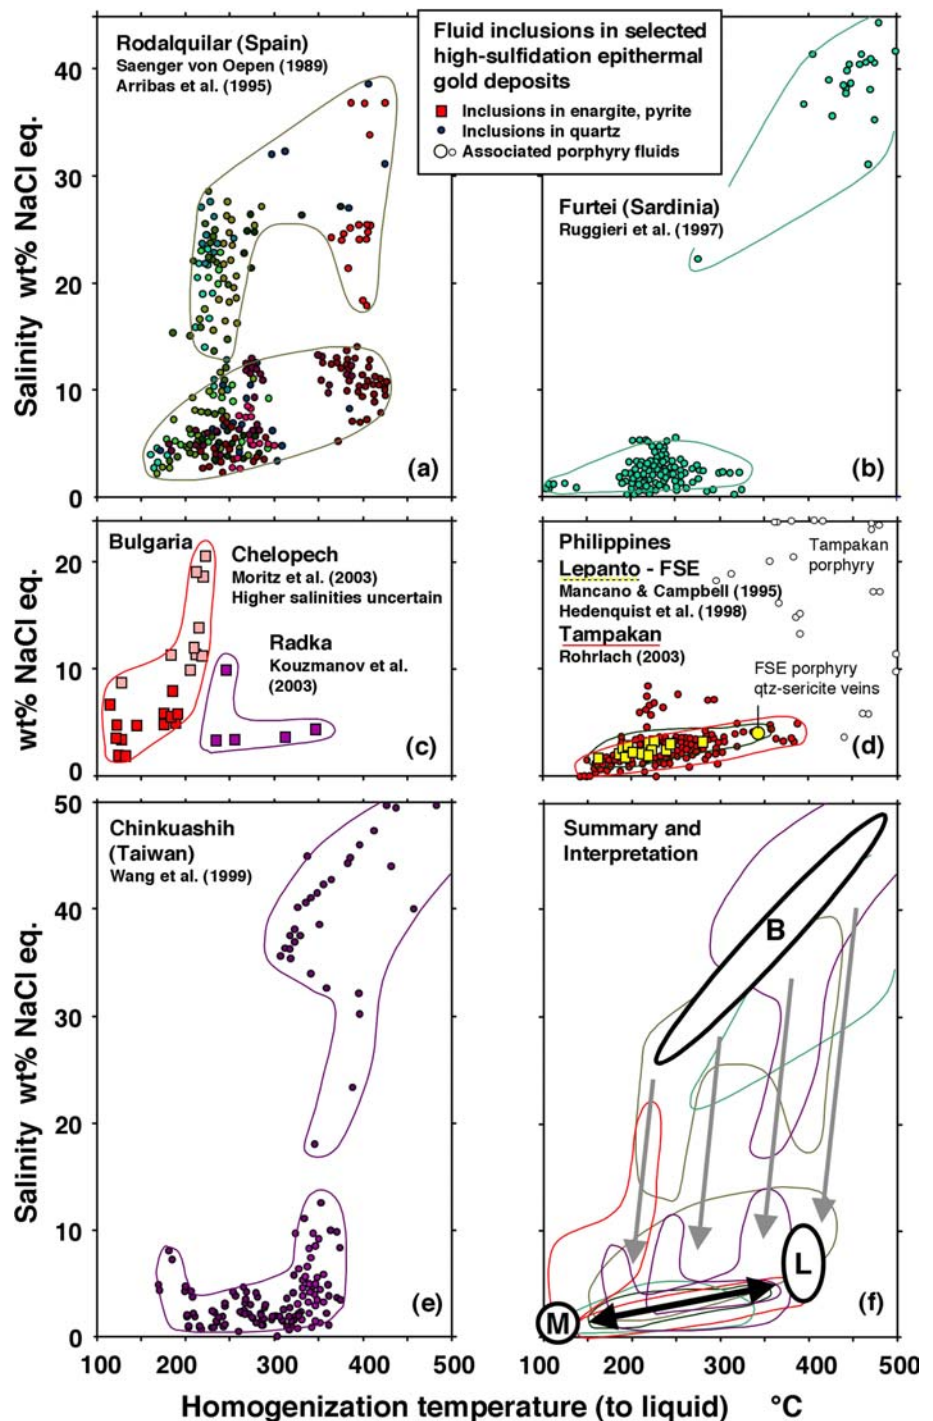 Rodalquilar (Spain)
Saenger von Oepen (1989)
Arribas et al. (1995)
Fluid inclusions in selected
high-sulfidation epithermal
gold deposits
Inclusions in enargite, pyrite
Inclusions in quartz
Associated porphyry fluids
Salinity wt% NaCl eq.
40
30
20
10
0
(a)
Furtei (Sardinia)
Ruggieri et al. (1997)
(b)
wt% NaCl eq.
20
10
0
Bulgaria
Chelopech
Moritz et al. (2003)
Higher salinities uncertain
Radka
Kouzmanov et al.
(2003)
(c)
Philippines
Lepanto - FSE
Mancano & Campbell (1995)
Hedenquist et al. (1998)
Tampakan
Rohrlach (2003)
Tampakan
porphyry
FSE porphyry
qtz-sericite veins
(d)
Salinity wt% NaCl eq.
50
40
30
20
10
0
Chinkuashih
(Taiwan)
Wang et al. (1999)
(e)
100 200 300 400 500
Summary and
Interpretation
B
L
M
(f)
100 200 300 400 500
Homogenization temperature (to liquid) °C